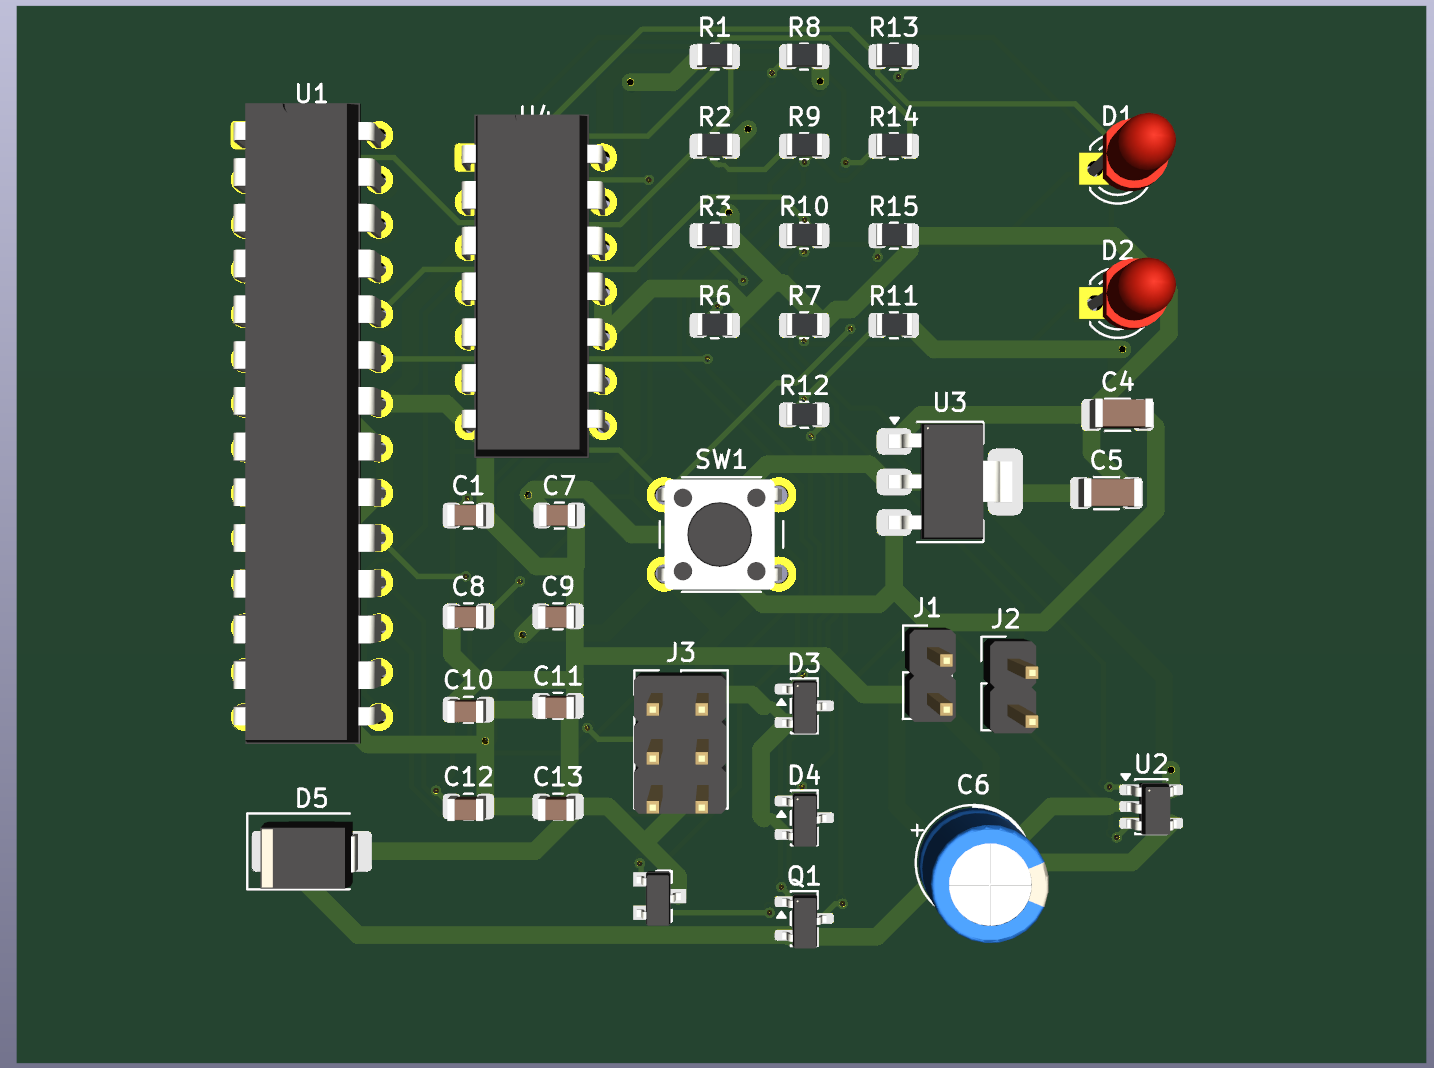 R1 R8 R13
U1
U4
R2 R9 R14 D1
R3 R10 R15
D2
R6 R7 R11
R12 C4
U3
SW1 C5
C1 C7
C8 C9
J1 J2
J3
D3
C10 C11
D4 U2
C12 C13
D5 C6
+
Q1